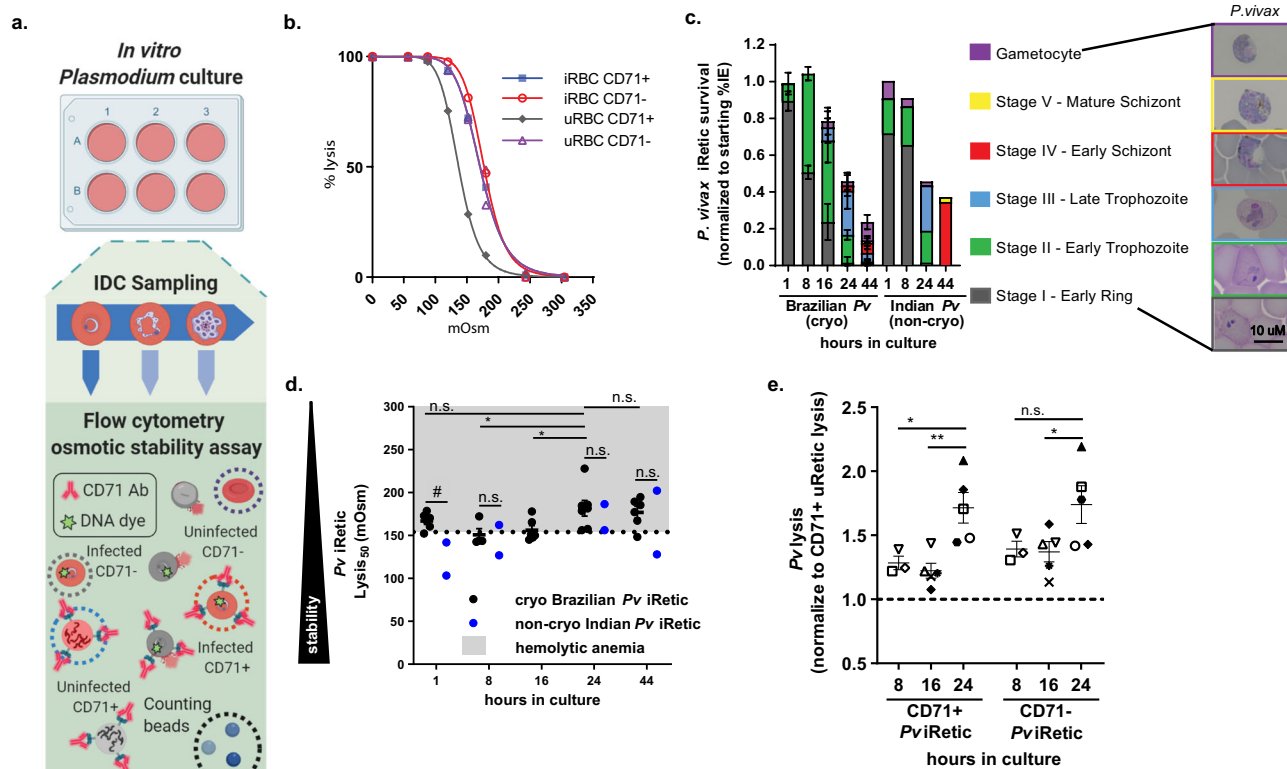 a.
In vitro
Plasmodium culture
1 2 3
A
B
IDC Sampling
Flow cytometry
osmotic stability assay
CD71 Ab
DNA dye
Uninfected
CD71-
Infected
CD71-
Infected
CD71+
Uninfected
CD71+
Counting
beads
b.
% lysis
100
50
0
0 50 100 150 200 250 300 350
mOsm
iRBC CD71+
iRBC CD71-
uRBC CD71+
uRBC CD71-
c.
P. vivax iRetic survival
(normalized to starting %IE)
1.2
1.0
0.8
0.6
0.4
0.2
0.0
1 8 16 24 44 1 8 24 44
Brazilian Pv
(cryo)
Indian Pv
(non-cryo)
hours in culture
Gametocyte
Stage V - Mature Schizont
Stage IV - Early Schizont
Stage III - Late Trophozoite
Stage II - Early Trophozoite
Stage I - Early Ring
P.vivax
10 uM
d.
stability
Pv iRetic
Lysis50 (mOsm)
300
250
200
150
100
50
0
n.s.
*
*
n.s.
#
n.s.
n.s.
n.s.
cryo Brazilian Pv iRetic
non-cryo Indian Pv iRetic
hemolytic anemia
1 8 16 24 44
hours in culture
e.
Pv lysis
(normalize to CD71+ uRetic lysis)
2.5
2.0
1.5
1.0
0.5
*
**
n.s.
*
8 16 24 8 16 24
CD71+
Pv iRetic
CD71-
Pv iRetic
hours in culture